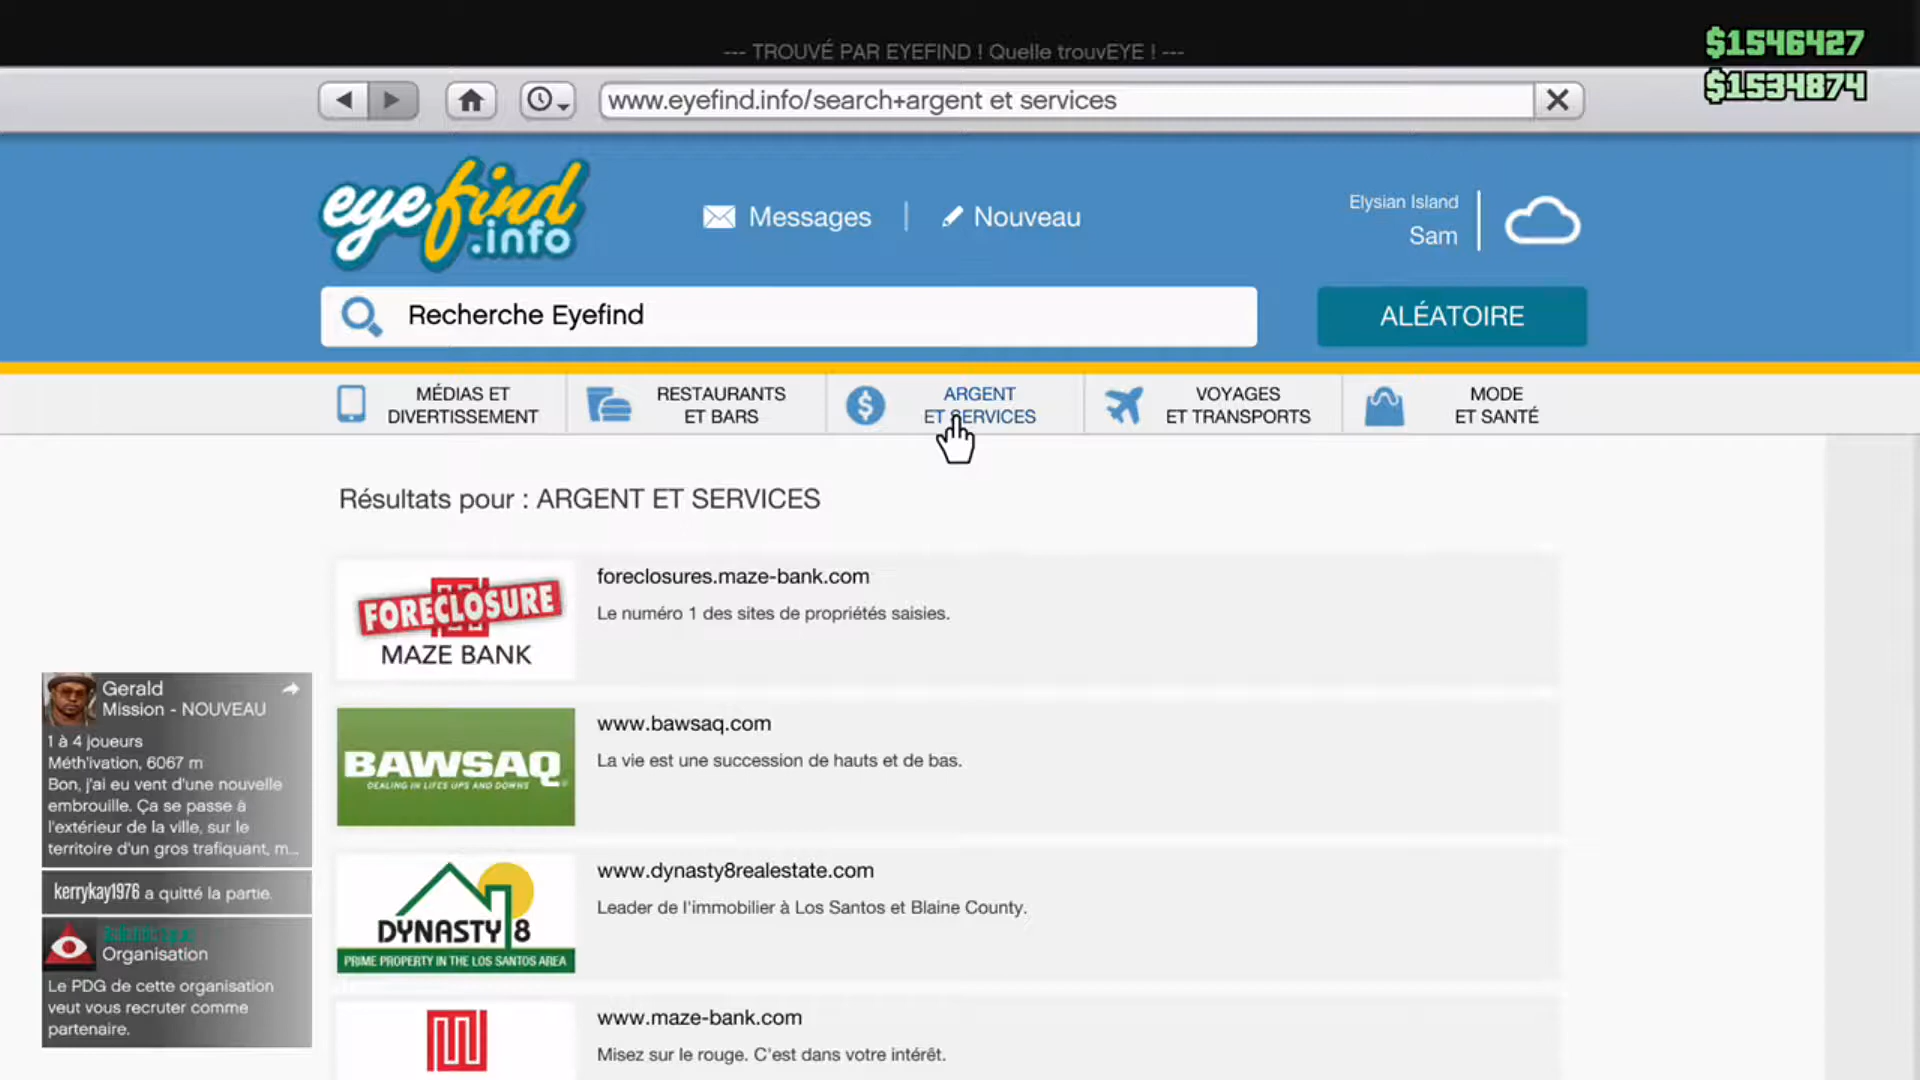 --- TROUVÉ PAR EYEFIND ! Quelle trouvEYE ! ---
$1546427
$1534874
www.eyefind.info/search+argent et services
eyefind
.info
Messages
Nouveau
Elysian Island
Sam
Recherche Eyefind
ALÉATOIRE
MÉDIAS ET
DIVERTISSEMENT
RESTAURANTS
ET BARS
ARGENT
ET SERVICES
VOYAGES
ET TRANSPORTS
MODE
ET SANTÉ
Résultats pour : ARGENT ET SERVICES
FORECLOSURE
MAZE BANK
foreclosures.maze-bank.com
Le numéro 1 des sites de propriétés saisies.
BAWSAQ
DEALING IN LIFES UPS AND DOWNS
www.bawsaq.com
La vie est une succession de hauts et de bas.
DYNASTY 8
PRIME PROPERTY IN THE LOS SANTOS AREA
www.dynasty8realestate.com
Leader de l'immobilier à Los Santos et Blaine County.
www.maze-bank.com
Misez sur le rouge. C'est dans votre intérêt.
Gerald
Mission - NOUVEAU
1 à 4 joueurs
Méth'ivation, 6067 m
Bon, j'ai eu vent d'une nouvelle
embrouille. Ça se passe à
l'extérieur de la ville, sur le
territoire d'un gros trafiquant, m...
kerrykay1976 a quitté la partie.
Organisation
Le PDG de cette organisation
veut vous recruter comme
partenaire.